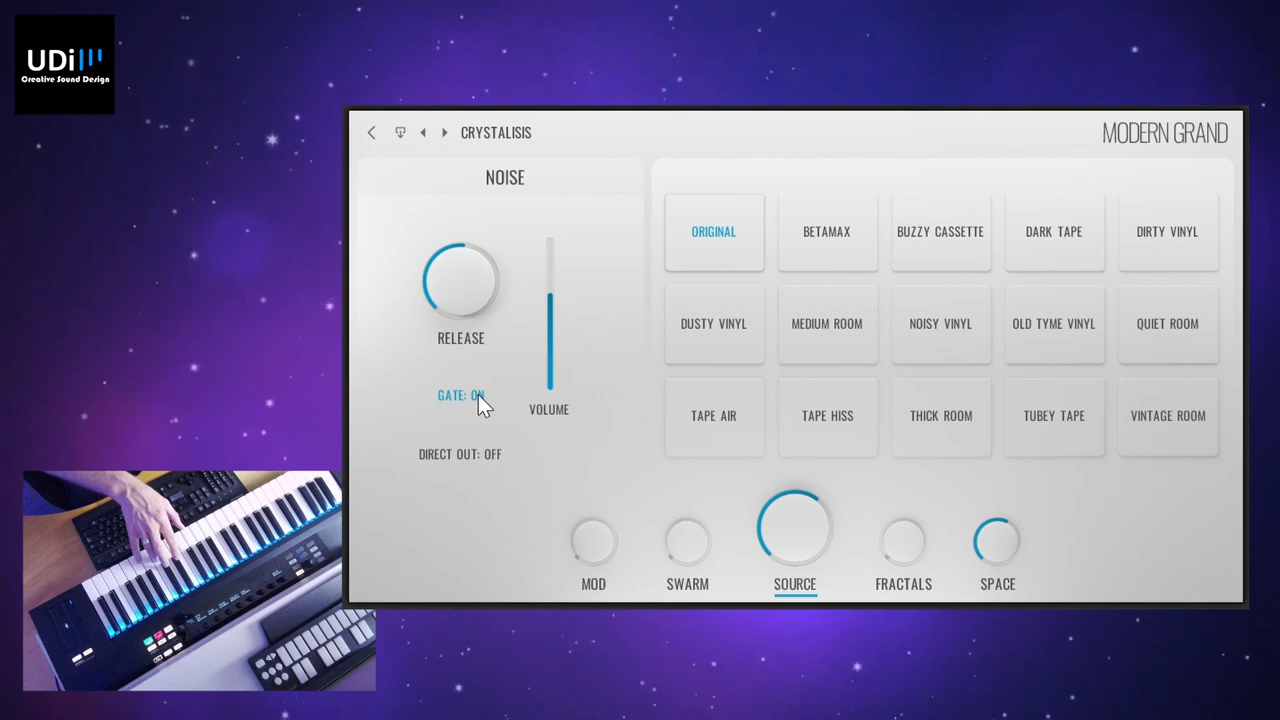 UDi
Creative Sound Design
CRYSTALISIS
MODERN GRAND
NOISE
RELEASE
GATE: ON
VOLUME
DIRECT OUT: OFF
ORIGINAL
BETAMAX
BUZZY CASSETTE
DARK TAPE
DIRTY VINYL
DUSTY VINYL
MEDIUM ROOM
NOISY VINYL
OLD TYME VINYL
QUIET ROOM
TAPE AIR
TAPE HISS
THICK ROOM
TUBEY TAPE
VINTAGE ROOM
MOD
SWARM
SOURCE
FRACTALS
SPACE